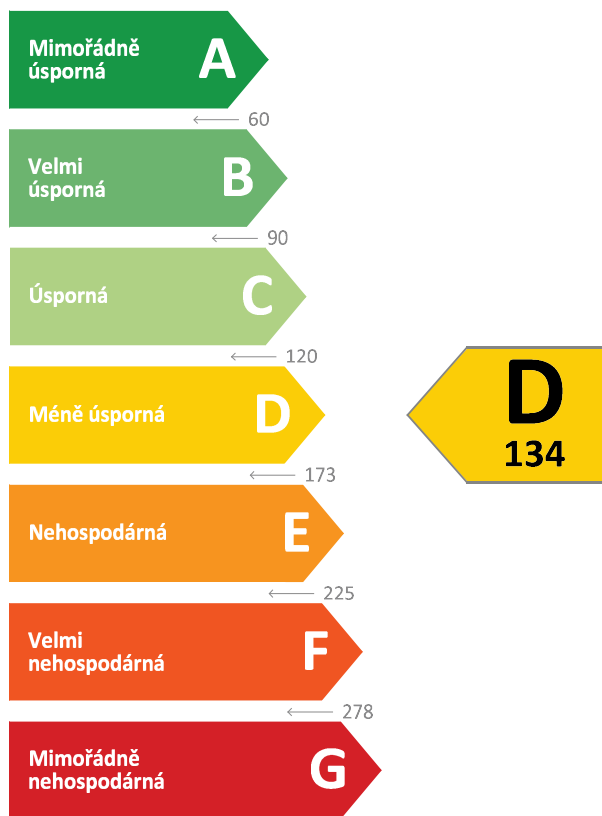 Mimořádně
úsporná
A
60
Velmi
úsporná
B
90
Úsporná
C
120
Méně úsporná
D
D
134
173
Nehospodárná
E
225
Velmi
nehospodárná
F
278
Mimořádně
nehospodárná
G